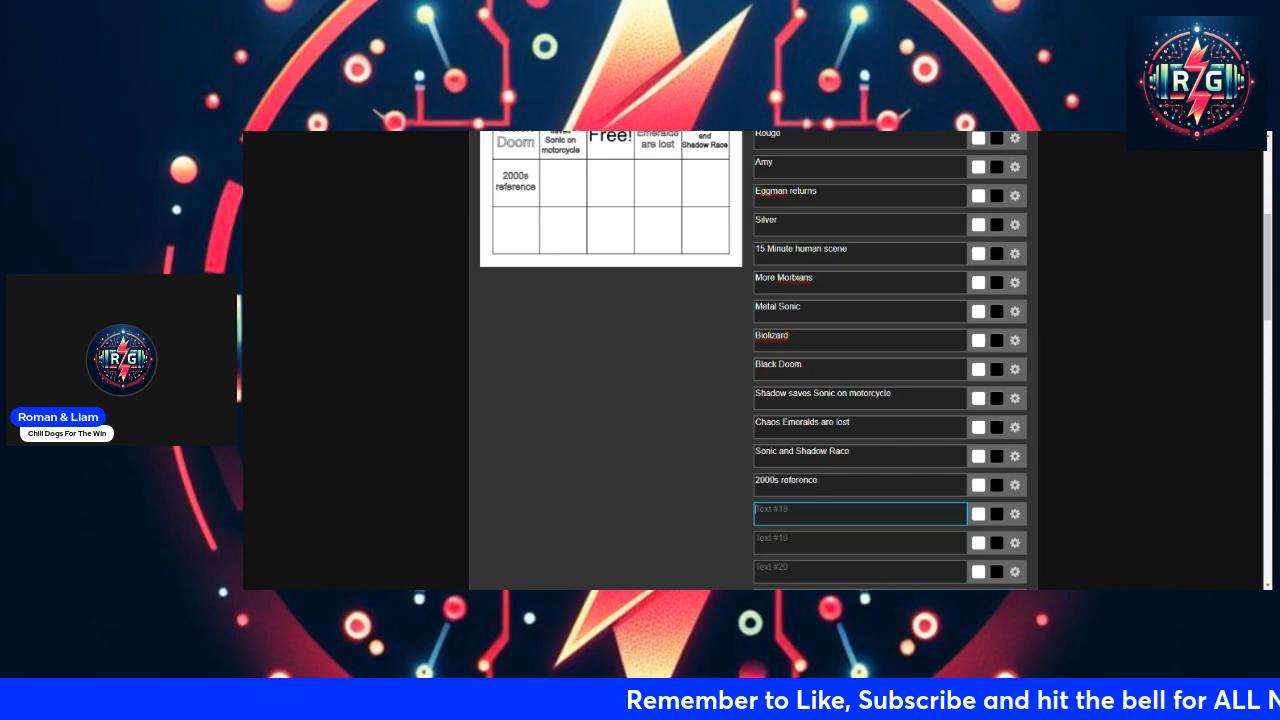 R G
Doom
Sonic on
motorcycle
Free!
Emeralds
are lost
and
Shadow Race
2000s
reference
Rouge
Amy
Eggman returns
Silver
15 Minute human scene
More Morbians
Metal Sonic
Biolizard
Black Doom
Shadow saves Sonic on motorcycle
Chaos Emeralds are lost
Sonic and Shadow Race
2000s reference
Text #18
Text #19
Text #20
R G
Roman & Liam
Chili Dogs For The Win
Remember to Like, Subscribe and hit the bell for ALL N